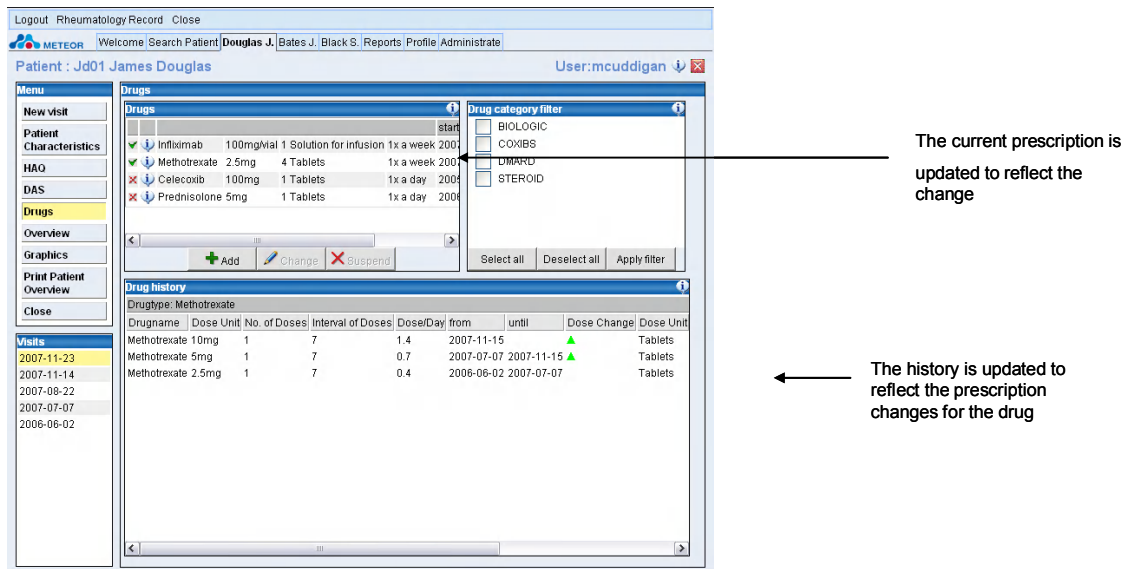 Logout Rheumatology Record Close
METEOR Welcome Search Patient Douglas J. Bates J. Black S. Reports Profile Administrate
Patient : Jd01 James Douglas User:mcuddigan
Menu
New visit
Patient
Characteristics
HAQ
DAS
Drugs
Overview
Graphics
Print Patient
Overview
Close
Visits
2007-11-23
2007-11-14
2007-08-22
2007-07-07
2006-06-02
Drugs
Drugs
start
Infliximab 100mg/vial 1 Solution for infusion 1x a week 2007
Methotrexate 2.5mg 4 Tablets 1x a week 2007
Celecoxib 100mg 1 Tablets 1x a day 2005
Prednisolone 5mg 1 Tablets 1x a day 2006
Add Change Suspend
Drug category filter
BIOLOGIC
COXIBS
DMARD
STEROID
Select all Deselect all Apply filter
Drug history
Drugtype: Methotrexate
Drugname Dose Unit No. of Doses Interval of Doses Dose/Day from until Dose Change Dose Unit
Methotrexate 10mg 1 7 1.4 2007-11-15 Tablets
Methotrexate 5mg 1 7 0.7 2007-07-07 2007-11-15 Tablets
Methotrexate 2.5mg 1 7 0.4 2006-06-02 2007-07-07 Tablets
The current prescription is
updated to reflect the
change
The history is updated to
reflect the prescription
changes for the drug